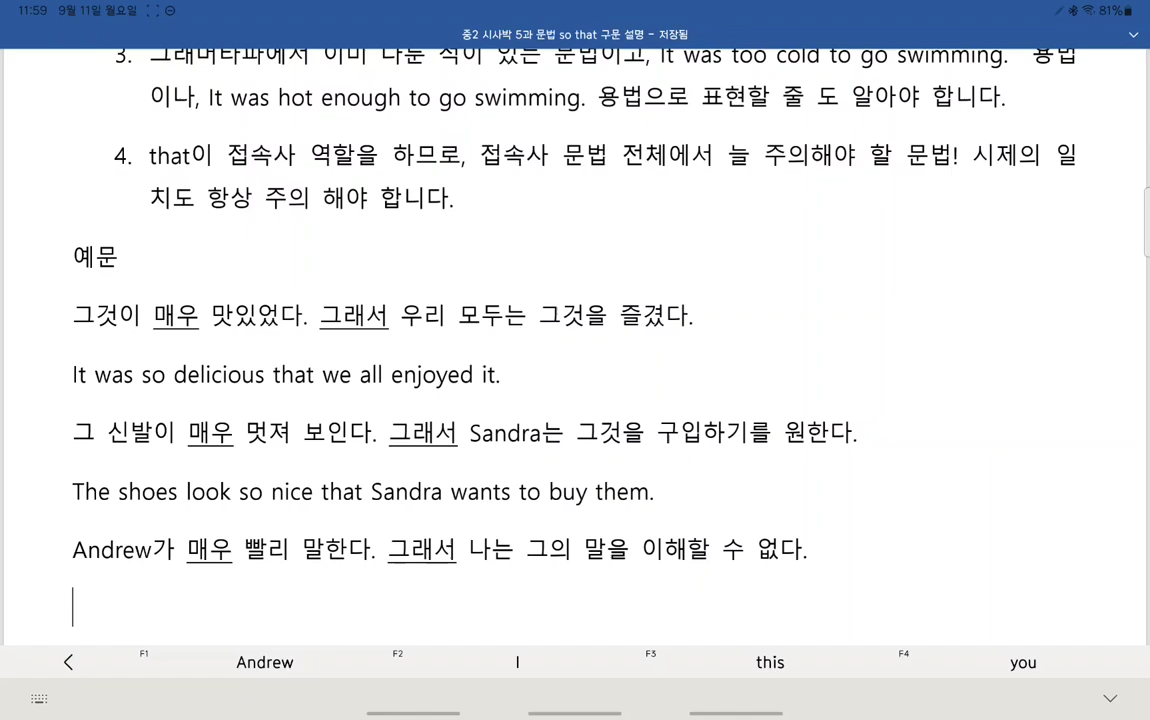 11:59 9월 11일 월요일
81%
중2 시사박 5과 문법 so that 구문 설명 – 저장됨
3. 그래머타파에서 이미 다룬 적이 있는 문법이고, It was too cold to go swimming. 용법
이나, It was hot enough to go swimming. 용법으로 표현할 줄 도 알아야 합니다.
4. that이 접속사 역할을 하므로, 접속사 문법 전체에서 늘 주의해야 할 문법! 시제의 일
치도 항상 주의 해야 합니다.
예문
그것이 매우 맛있었다. 그래서 우리 모두는 그것을 즐겼다.
It was so delicious that we all enjoyed it.
그 신발이 매우 멋져 보인다. 그래서 Sandra는 그것을 구입하기를 원한다.
The shoes look so nice that Sandra wants to buy them.
Andrew가 매우 빨리 말한다. 그래서 나는 그의 말을 이해할 수 없다.
F1 Andrew F2 I F3 this F4 you